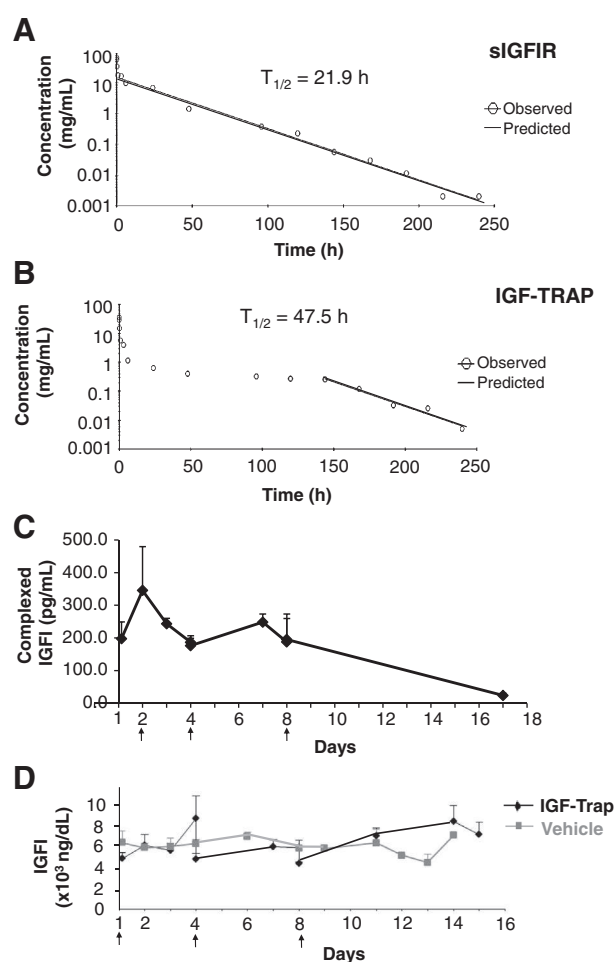 A
sIGFIR
Concentration
(mg/mL)
100
10
1
0.1
0.01
0.001
T1/2 = 21.9 h
Observed
Predicted
0 50 100 150 200 250
Time (h)
B
IGF-TRAP
Concentration
(mg/mL)
100
10
1
0.1
0.01
0.001
T1/2 = 47.5 h
Observed
Predicted
0 50 100 150 200 250
Time (h)
C
Complexed
IGFI (pg/mL)
500.0
400.0
300.0
200.0
100.0
0.0
1 2 4 6 8 10 12 14 16 18
Days
D
IGFI
(x10³ ng/dL)
10
8
6
4
2
0
IGF-Trap
Vehicle
1 2 4 6 8 10 12 14 16
Days